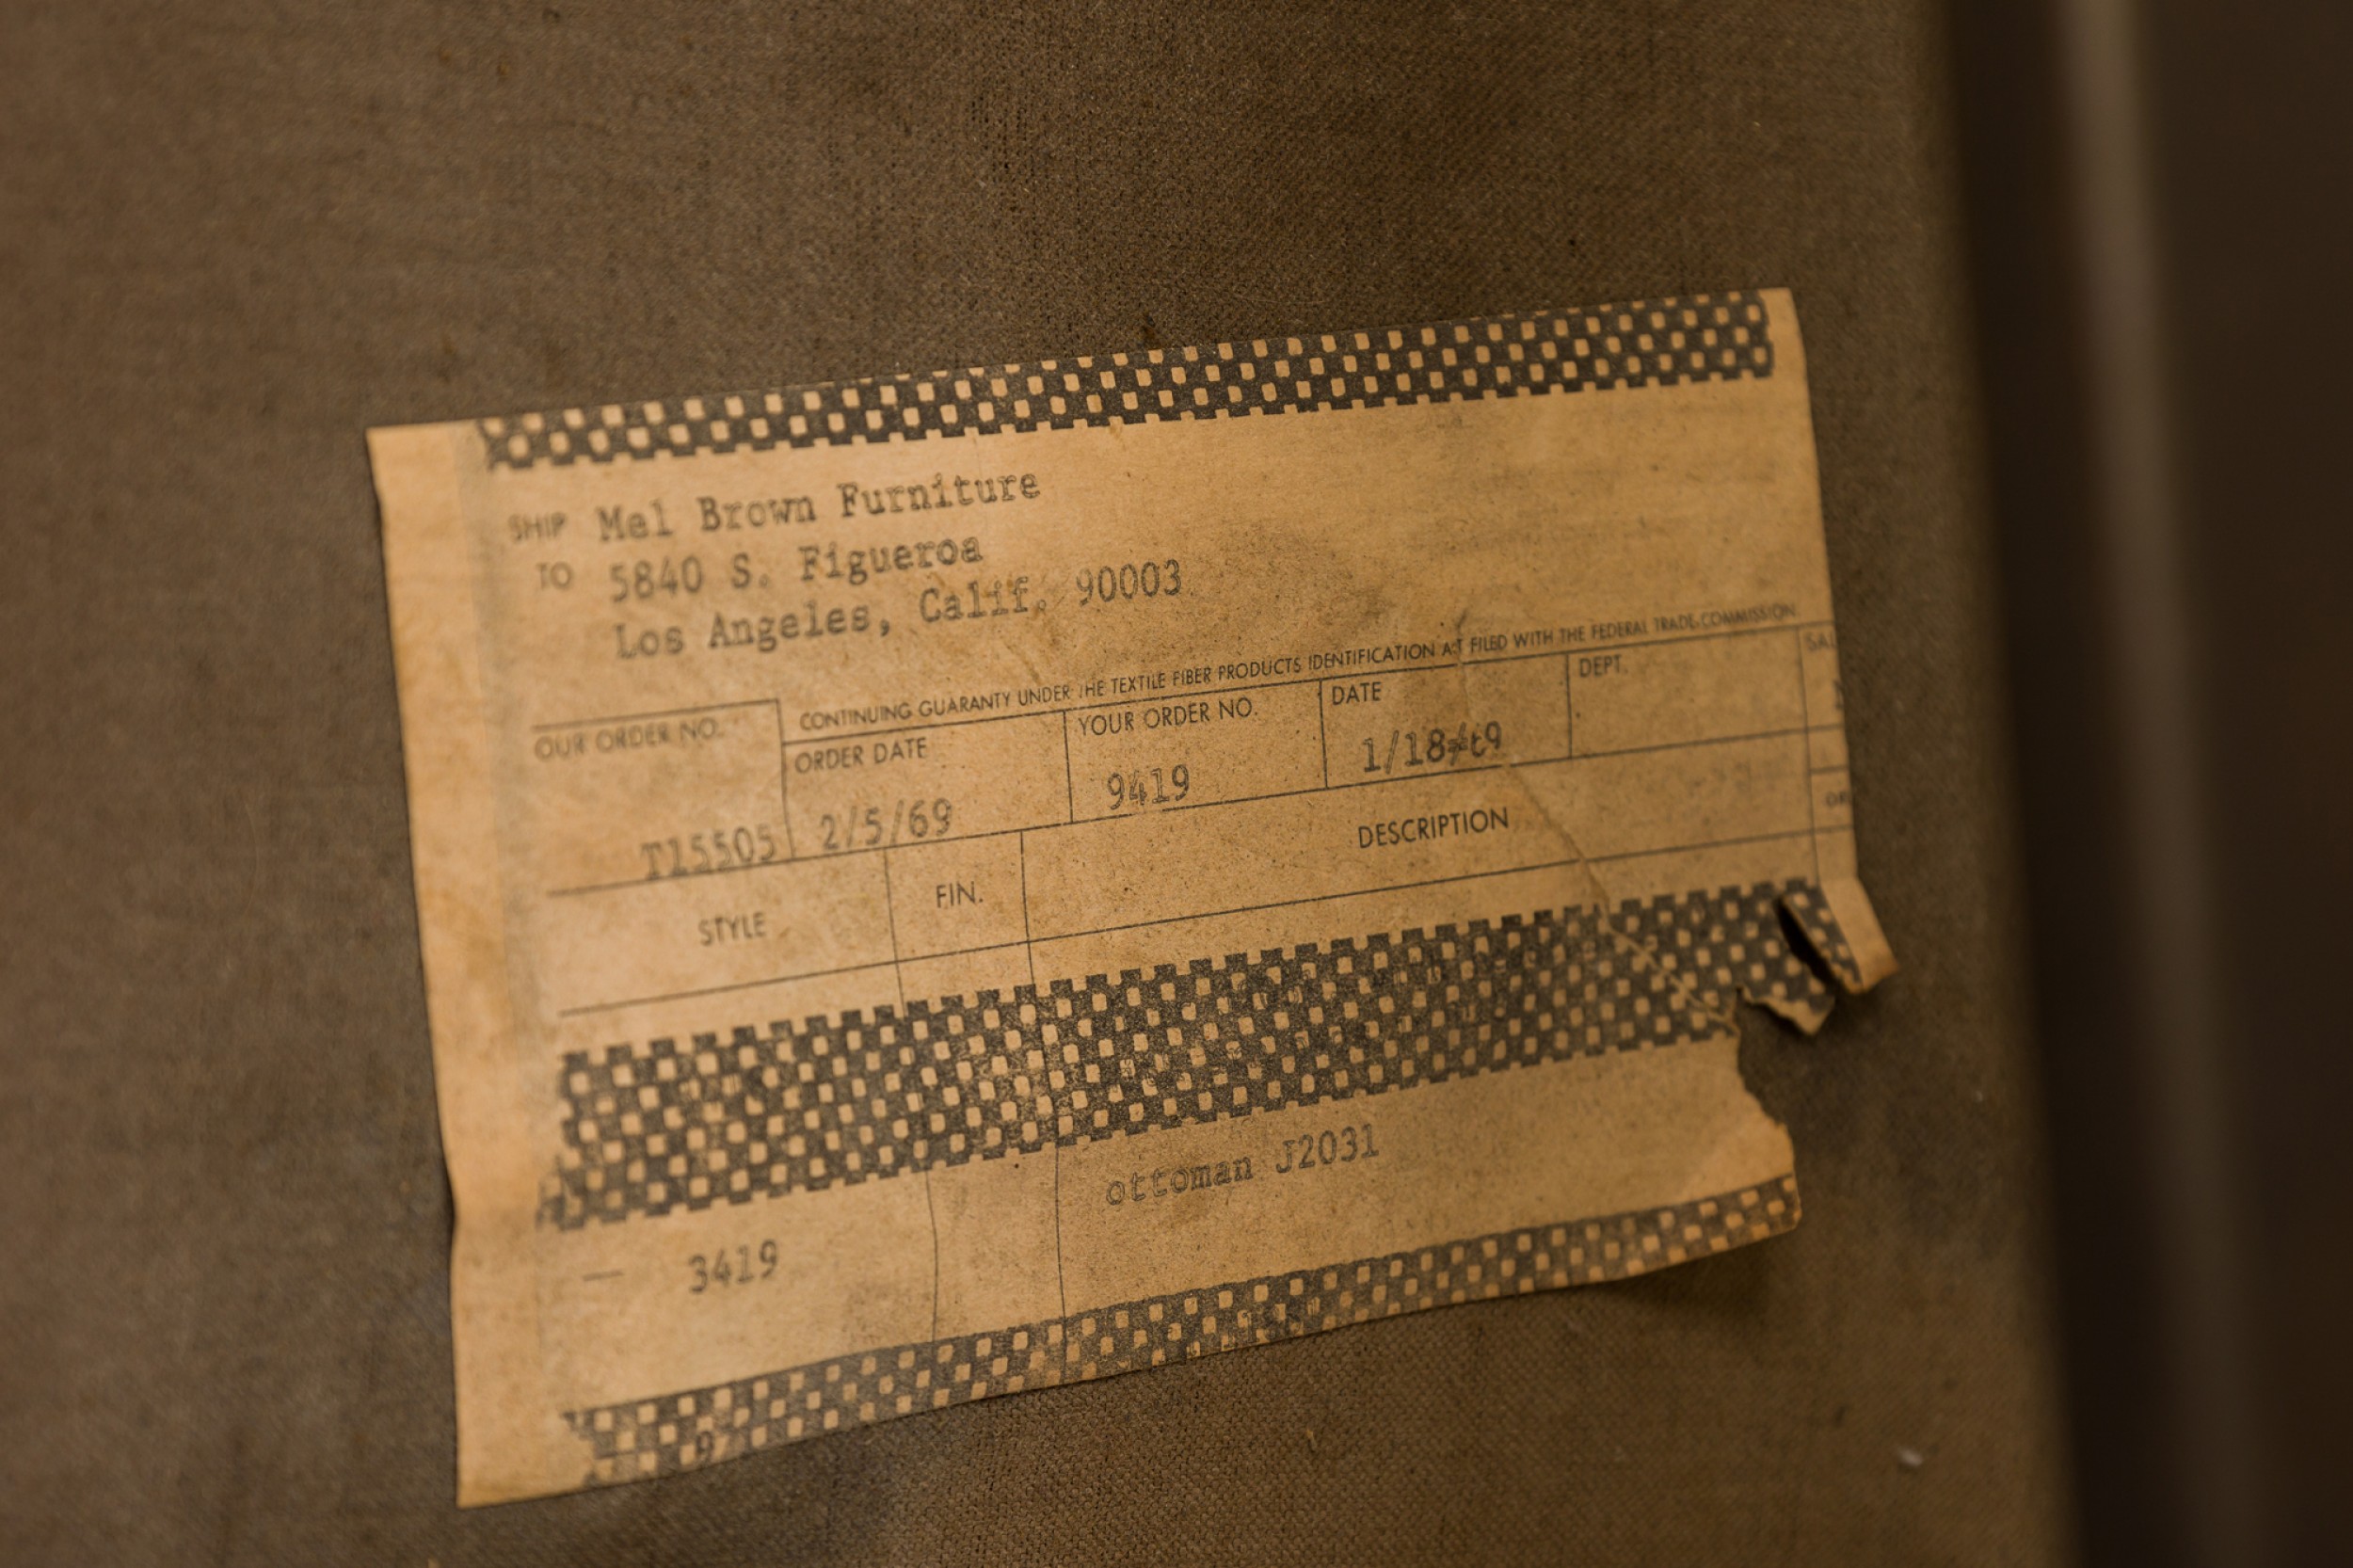 SHIP TO Mel Brown Furniture
5840 S. Figueroa
Los Angeles, Calif. 90003
CONTINUING GUARANTY UNDER THE TEXTILE FIBER PRODUCTS IDENTIFICATION ACT FILED WITH THE FEDERAL TRADE COMMISSION.
OUR ORDER NO. ORDER DATE YOUR ORDER NO. DATE DEPT.
T15505 2/5/69 9419 1/18/69
STYLE FIN. DESCRIPTION
— 3419 ottoman J2031